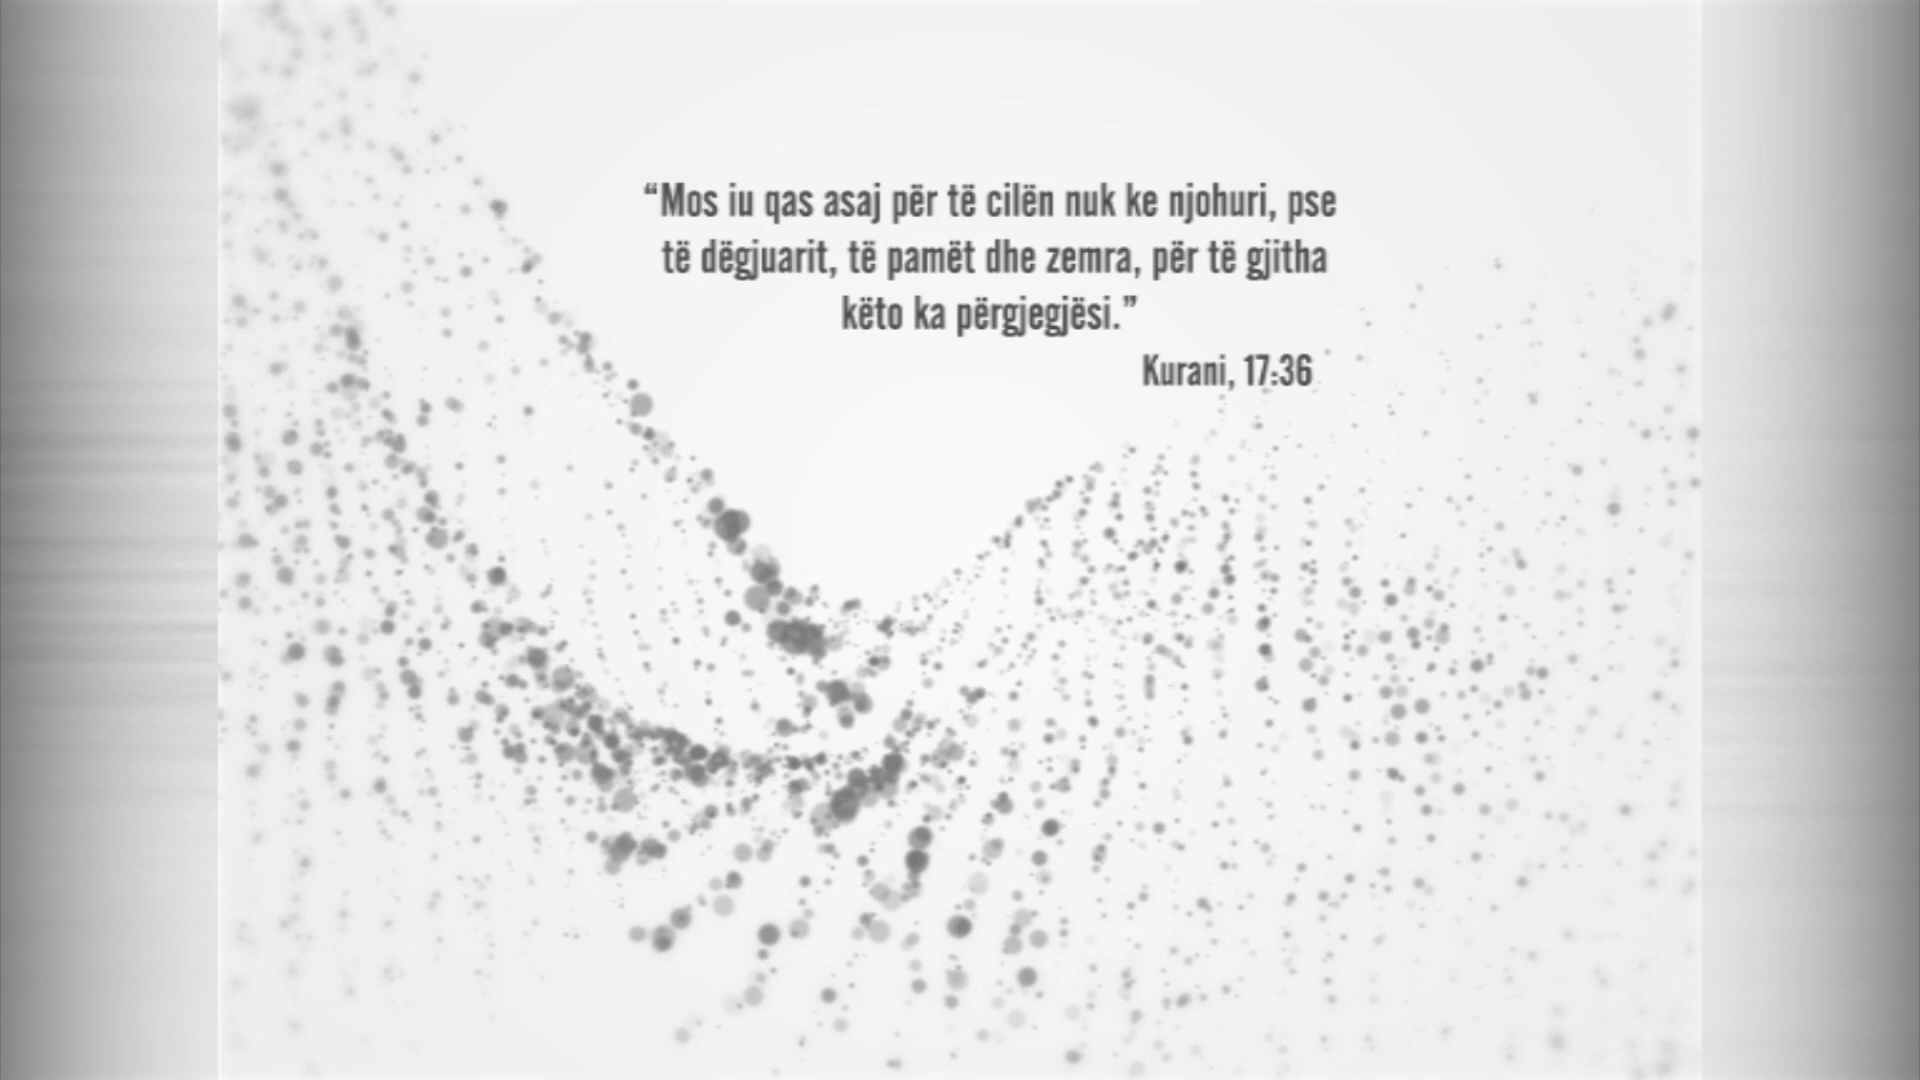 “Mos iu qas asaj për të cilën nuk ke njohuri, pse
të dëgjuarit, të pamët dhe zemra, për të gjitha
këto ka përgjegjësi.”
Kurani, 17:36